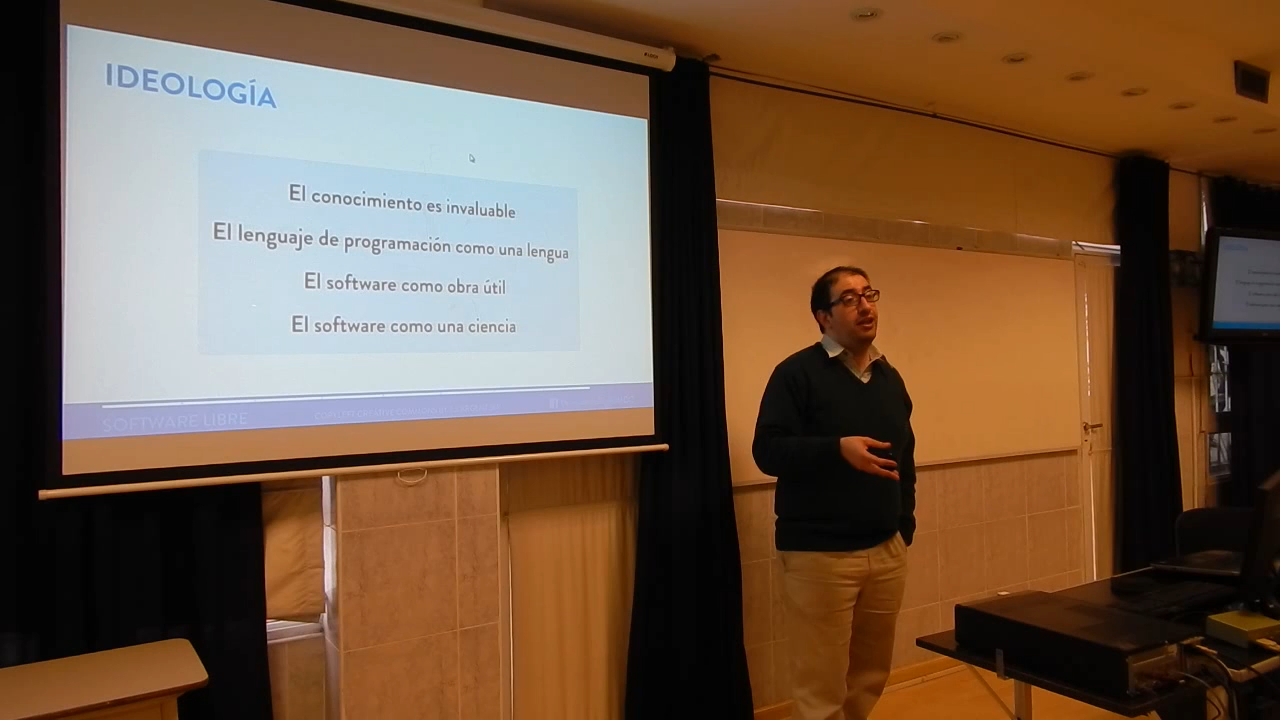 IDEOLOGÍA
El conocimiento es invaluable
El lenguaje de programación como una lengua
El software como obra útil
El software como una ciencia
SOFTWARE LIBRE